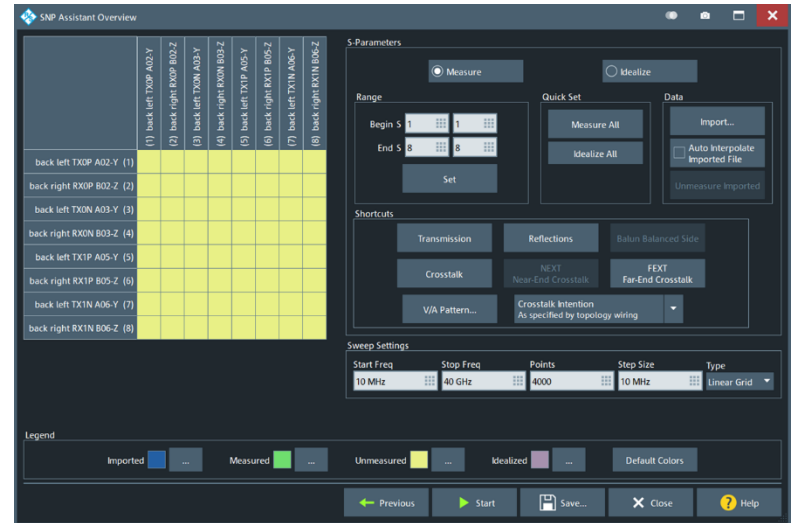 SNP Assistant Overview
(1) back left TX0P A02-Y
(2) back right RX0P B02-Z
(3) back left TX0N A03-Y
(4) back right RX0N B03-Z
(5) back left TX1P A05-Y
(6) back right RX1P B05-Z
(7) back left TX1N A06-Y
(8) back right RX1N B06-Z
back left TX0P A02-Y (1)
back right RX0P B02-Z (2)
back left TX0N A03-Y (3)
back right RX0N B03-Z (4)
back left TX1P A05-Y (5)
back right RX1P B05-Z (6)
back left TX1N A06-Y (7)
back right RX1N B06-Z (8)
S-Parameters
Measure Idealize
Range Quick Set Data
Begin S 1 1 Measure All Import...
End S 8 8 Idealize All Auto Interpolate
Imported File
Set Unmeasure Imported
Shortcuts
Transmission Reflections Balun Balanced Side
Crosstalk NEXT FEXT
Near-End Crosstalk Far-End Crosstalk
V/A Pattern... Crosstalk Intention
As specified by topology wiring
Sweep Settings
Start Freq Stop Freq Points Step Size Type
10 MHz 40 GHz 4000 10 MHz Linear Grid
Legend
Imported ... Measured ... Unmeasured ... Idealized ... Default Colors
Previous Start Save... Close Help